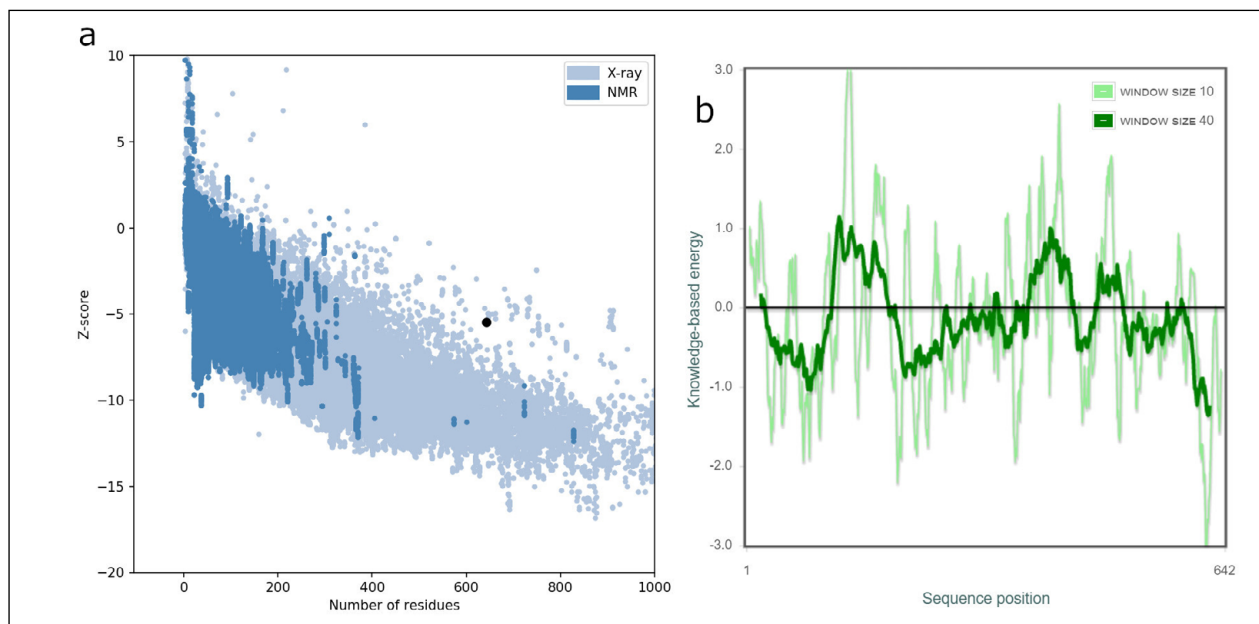 a
10
5
0
−5
−10
−15
−20
Z-score
0
200
400
600
800
1000
Number of residues
X-ray
NMR
b
3.0
2.0
1.0
0.0
-1.0
-2.0
-3.0
Knowledge-based energy
1
642
Sequence position
WINDOW SIZE 10
WINDOW SIZE 40